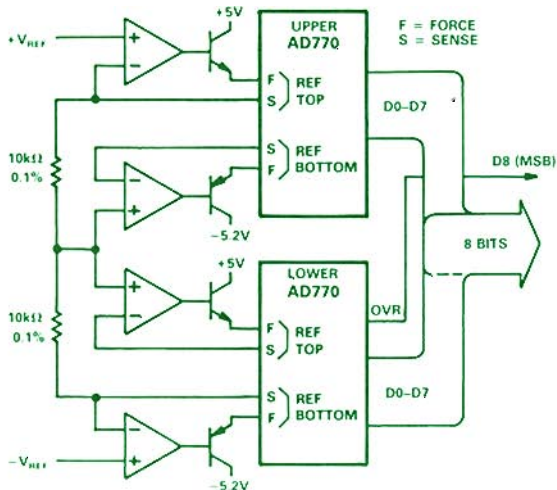 +5V
+VREF
UPPER
AD770
F = FORCE
S = SENSE
F
S
REF
TOP
D0–D7
10kΩ
0.1%
S
F
REF
BOTTOM
D8 (MSB)
−5.2V
8 BITS
+5V
LOWER
AD770
OVR
10kΩ
0.1%
F
S
REF
TOP
S
F
REF
BOTTOM
D0–D7
−VREF
−5.2V